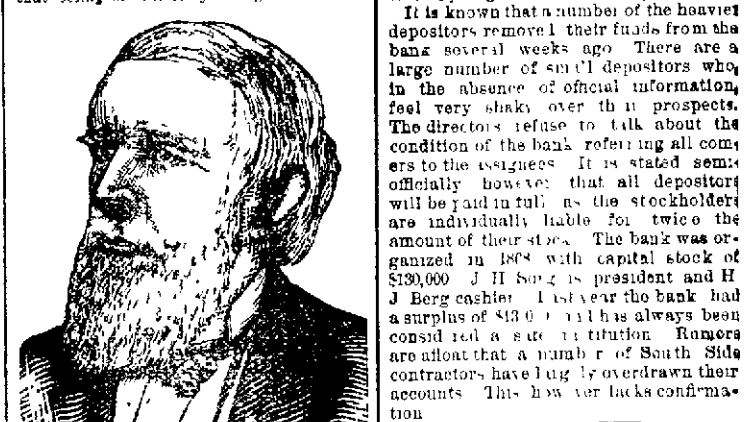 It is known that a number of the heavier
depositors removed their funds from the
bank several weeks ago There are a
large number of small depositors who,
in the absence of official information,
feel very shaky over their prospects.
The directors refuse to talk about the
condition of the bank referring all com-
ers to the assignees It is stated semi-
officially however that all depositors
will be paid in full as the stockholders
are individually liable for twice the
amount of their stock The bank was or-
ganized in with capital stock of
$130,000 J H is president and H
J Berg cashier Last year the bank had
a surplus of and has always been
considered a safe institution Rumors
are afloat that a number of South Side
contractors have largely overdrawn their
accounts This however lacks confirma-
tion